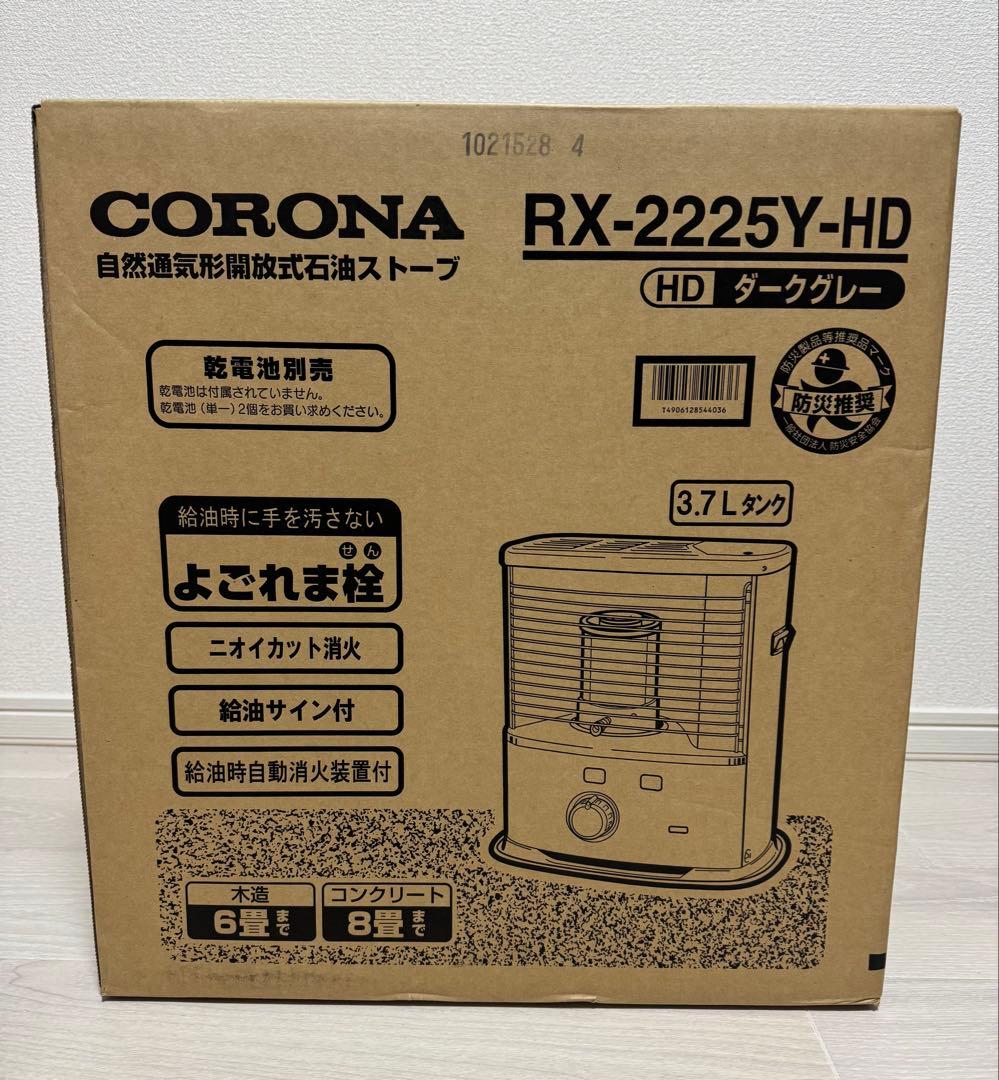 1021528 4
CORONA
自然通気形開放式石油ストーブ
RX-2225Y-HD
HD ダークグレー
乾電池別売
乾電池は付属されていません。
乾電池(単一)2個をお買い求めください。
T4906128544036
防災製品等推奨品マーク
防災推奨
一般社団法人 防災安全協会
3.7Lタンク
給油時に手を汚さない
せん
よごれま栓
ニオイカット消火
給油サイン付
給油時自動消火装置付
木造
6畳まで
コンクリート
8畳まで